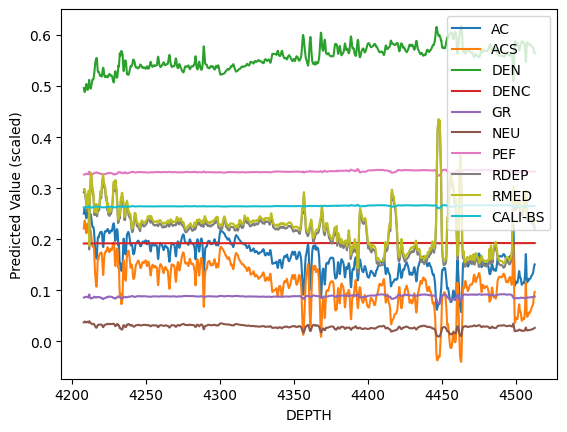 Predicted Value (scaled)
0.6
0.5
0.4
0.3
0.2
0.1
0.0
4200
4250
4300
4350
4400
4450
4500
DEPTH
AC
ACS
DEN
DENC
GR
NEU
PEF
RDEP
RMED
CALI-BS